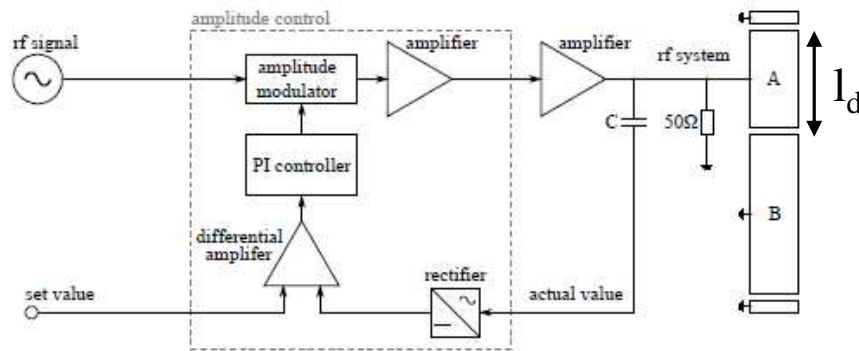 amplitude control
rf signal
amplifier
amplifier
rf system
amplitude
modulator
A
l_d
C
50Ω
PI controller
B
differential
amplifer
rectifier
set value
actual value